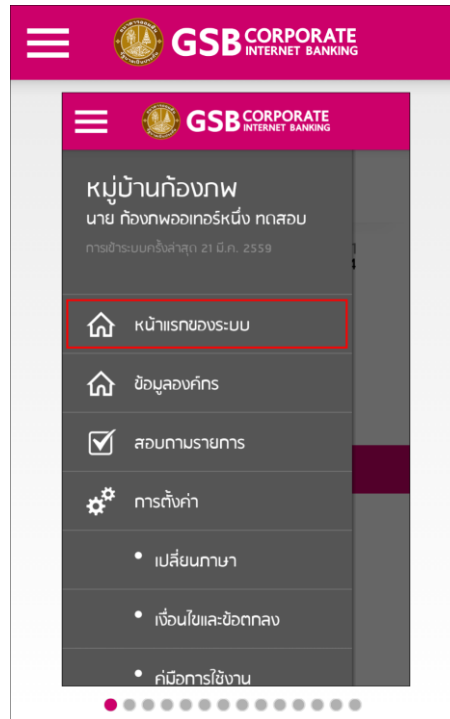 GSB CORPORATE
INTERNET BANKING
GSB CORPORATE
INTERNET BANKING
หมู่บ้านก้องภพ
นาย ก้องภพออเทอร์หนึ่ง ทดสอบ
การเข้าระบบครั้งล่าสุด 21 มี.ค. 2559
หน้าแรกของระบบ
ข้อมูลองค์กร
สอบถามรายการ
การตั้งค่า
• เปลี่ยนภาษา
• เงื่อนไขและข้อตกลง
• คู่มือการใช้งาน